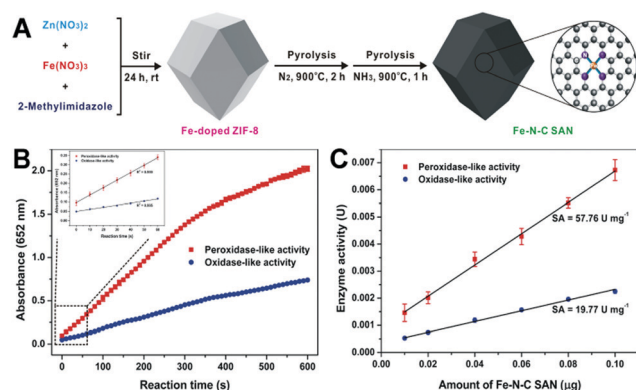 A
Zn(NO₃)₂
+
Fe(NO₃)₃
+
2-Methylimidazole
Stir
24 h, rt
Fe-doped ZIF-8
Pyrolysis
N₂, 900°C, 2 h
Pyrolysis
NH₃, 900°C, 1 h
Fe-N-C SAN
B
Absorbance (652 nm)
2.0
1.5
1.0
0.5
0.0
0 100 200 300 400 500 600
Reaction time (s)
Peroxidase-like activity
Oxidase-like activity
Absorbance (652 nm)
Peroxidase-like activity
Oxidase-like activity
Reaction time (s)
C
Enzyme activity (U)
0.007
0.006
0.005
0.004
0.003
0.002
0.001
0.000
0.00 0.02 0.04 0.06 0.08 0.10
Amount of Fe-N-C SAN (μg)
Peroxidase-like activity
Oxidase-like activity
SA = 57.76 U mg⁻¹
SA = 19.77 U mg⁻¹